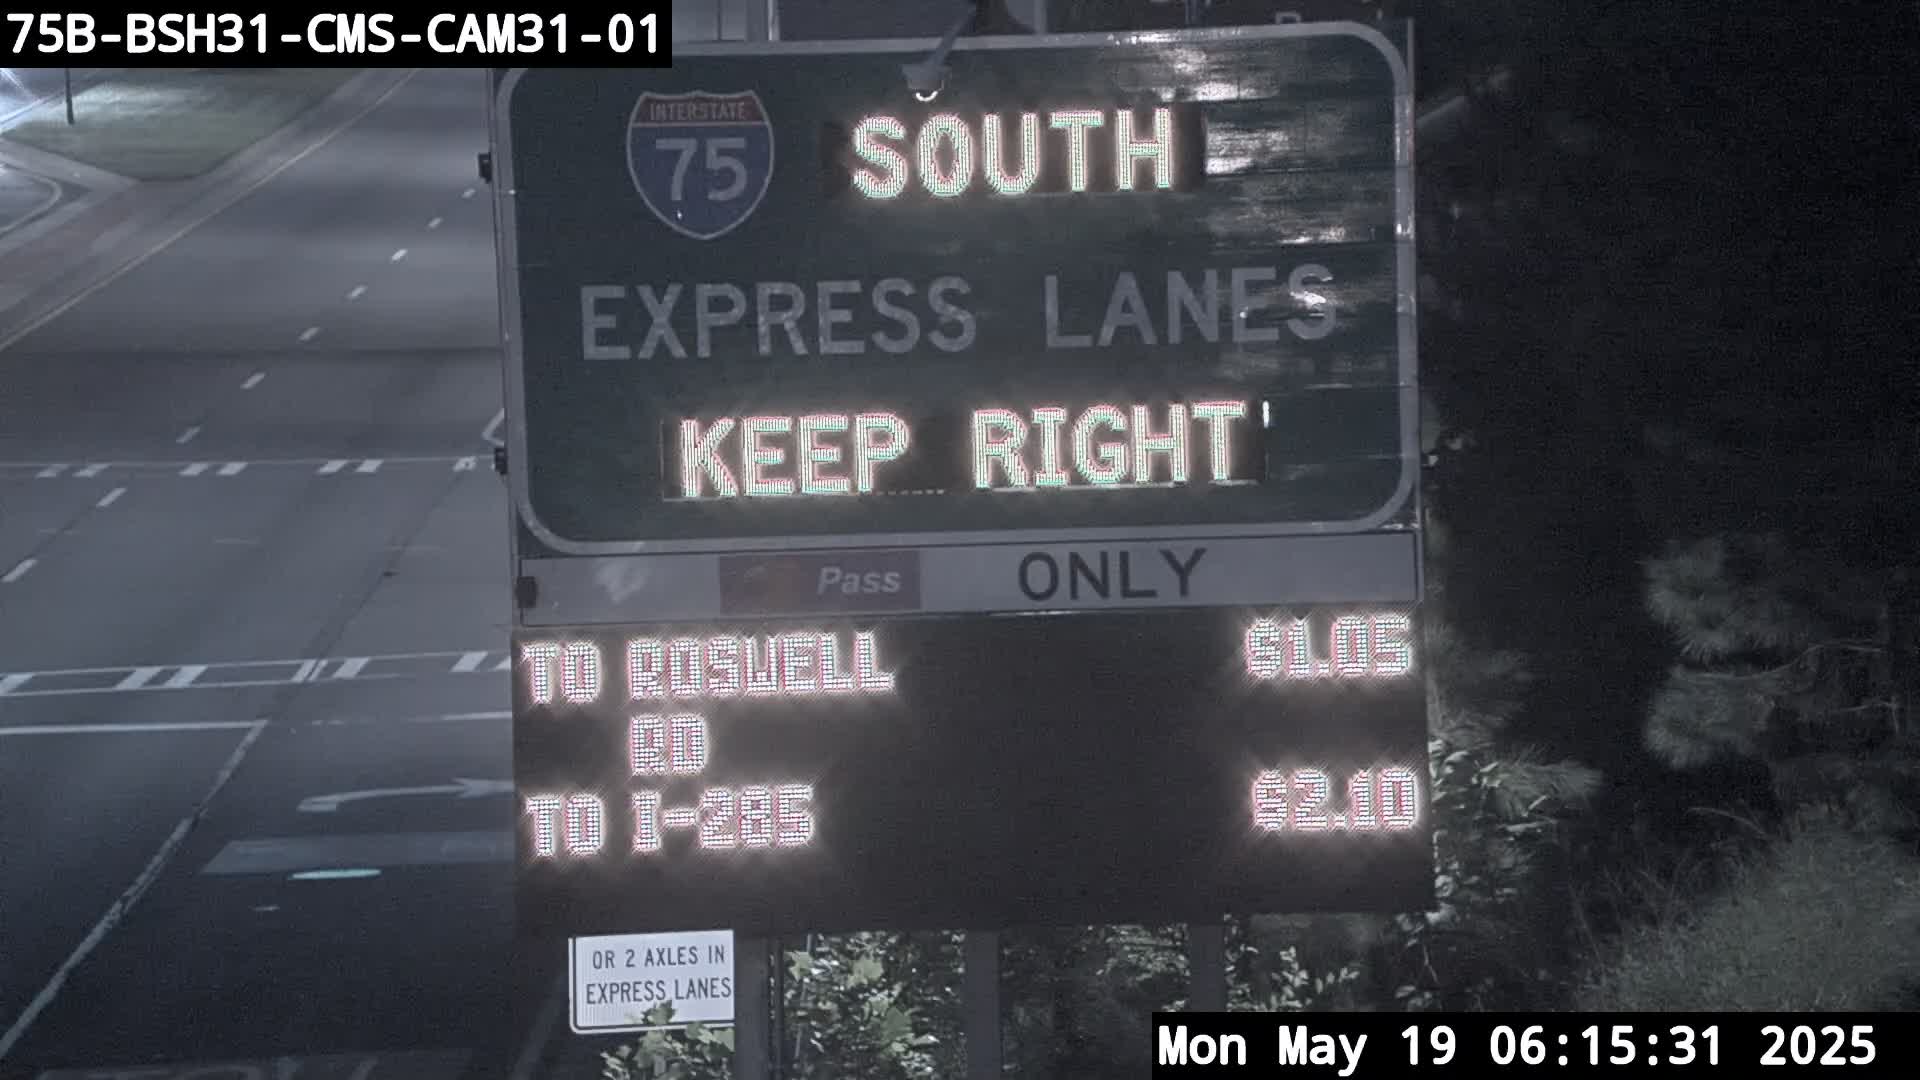 75B-BSH31-CMS-CAM31-01
INTERSTATE
75
SOUTH
EXPRESS LANES
KEEP RIGHT
Pass ONLY
TO ROSWELL $1.05
RD
TO I-285 $2.10
OR 2 AXLES IN
EXPRESS LANES
Mon May 19 06:15:31 2025